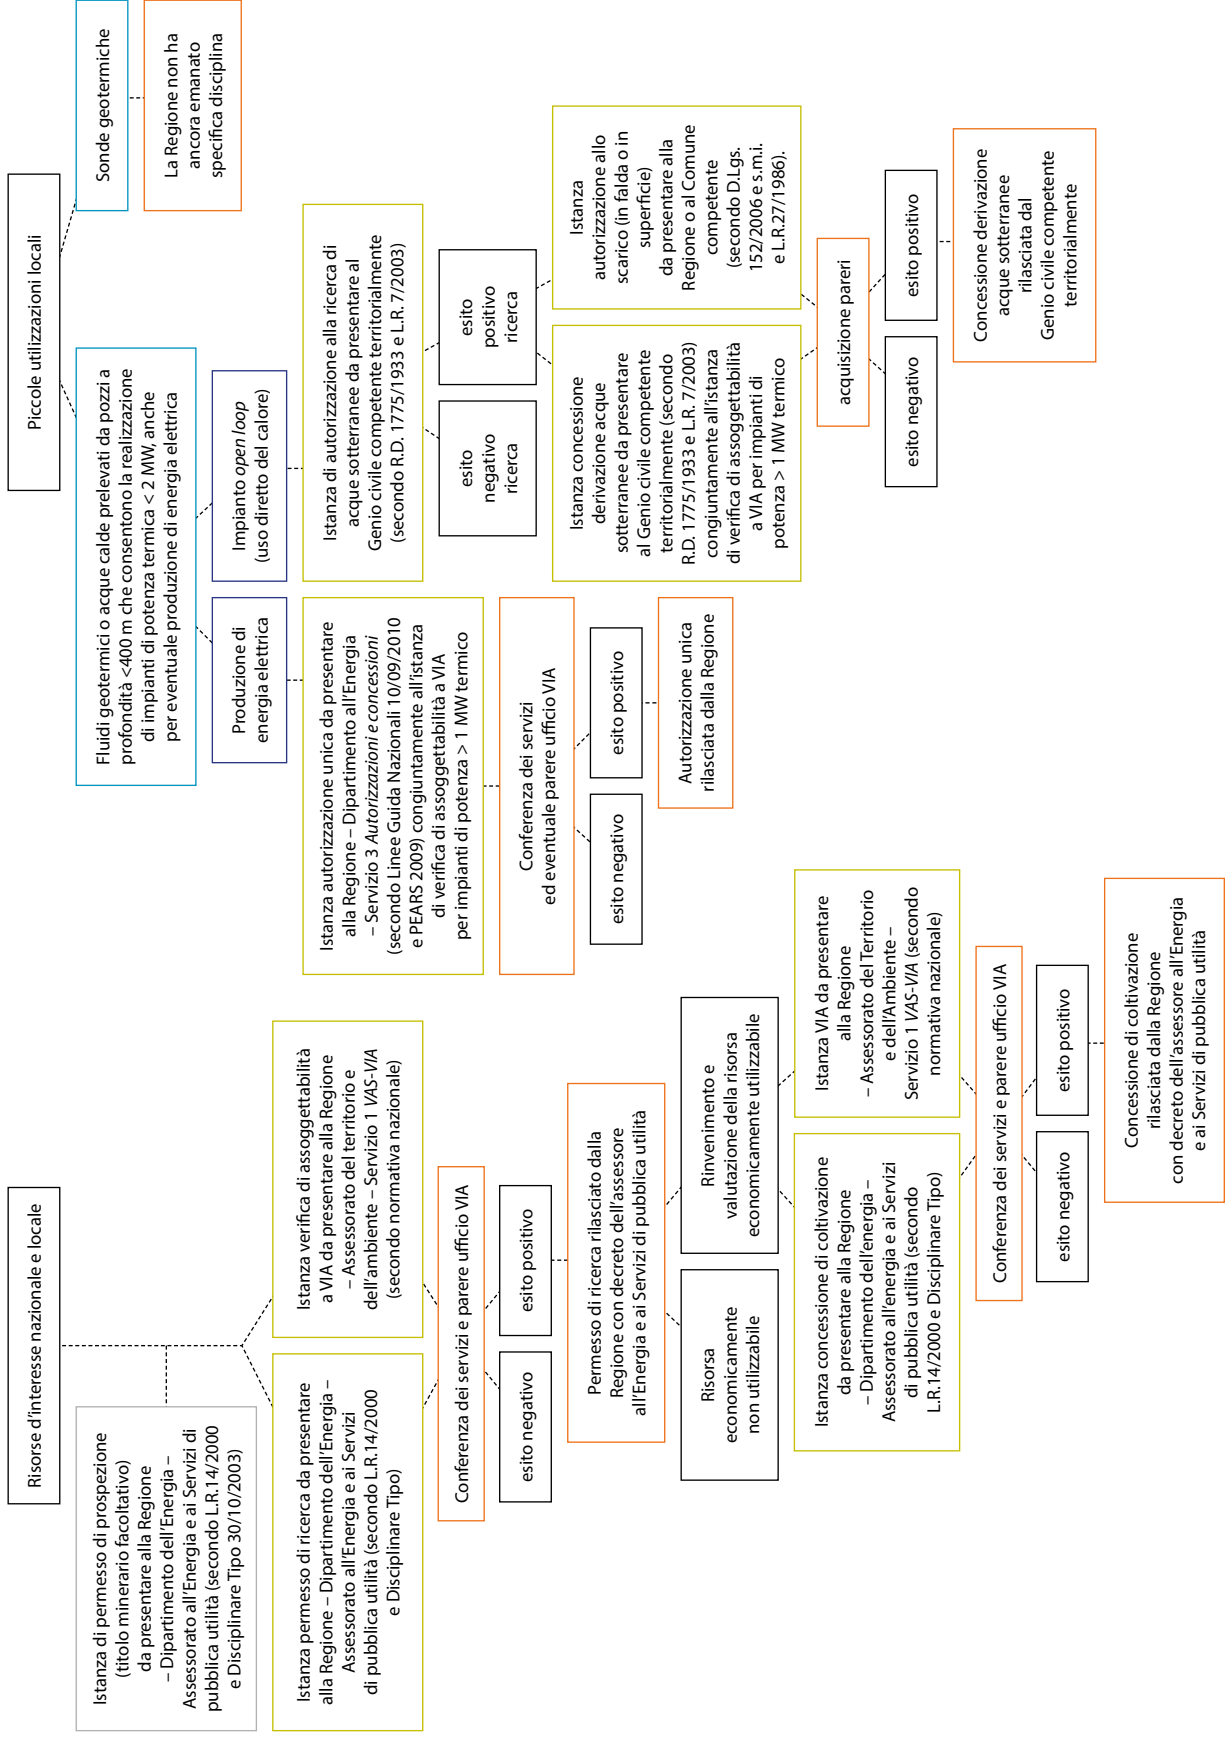 Risorse d'interesse nazionale e locale
Istanza di permesso di prospezione
(titolo minerario facoltativo)
da presentare alla Regione
– Dipartimento dell'Energia –
Assessorato all'Energia e ai Servizi di
pubblica utilità (secondo L.R.14/2000
e Disciplinare Tipo 30/10/2003)
Istanza permesso di ricerca da presentare
alla Regione – Dipartimento dell'Energia –
Assessorato all'Energia e ai Servizi
di pubblica utilità (secondo L.R.14/2000
e Disciplinare Tipo)
Istanza verifica di assoggettabilità
a VIA da presentare alla Regione
– Assessorato del territorio e
dell'ambiente – Servizio 1 VAS-VIA
(secondo normativa nazionale)
Conferenza dei servizi e parere ufficio VIA
esito negativo
esito positivo
Permesso di ricerca rilasciato dalla
Regione con decreto dell'assessore
all'Energia e ai Servizi di pubblica utilità
Risorsa
economicamente
non utilizzabile
Rinvenimento e
valutazione della risorsa
economicamente utilizzabile
Istanza concessione di coltivazione
da presentare alla Regione
– Dipartimento dell'energia –
Assessorato all'energia e ai Servizi
di pubblica utilità (secondo
L.R.14/2000 e Disciplinare Tipo)
Istanza VIA da presentare
alla Regione
– Assessorato del Territorio
e dell'Ambiente –
Servizio 1 VAS-VIA (secondo
normativa nazionale)
Conferenza dei servizi e parere ufficio VIA
esito negativo
esito positivo
Concessione di coltivazione
rilasciata dalla Regione
con decreto dell'assessore all'Energia
e ai Servizi di pubblica utilità
Piccole utilizzazioni locali
Fluidi geotermici o acque calde prelevati da pozzi a
profondità <400 m che consentono la realizzazione
di impianti di potenza termica < 2 MW, anche
per eventuale produzione di energia elettrica
Sonde geotermiche
La Regione non ha
ancora emanato
specifica disciplina
Produzione di
energia elettrica
Impianto open loop
(uso diretto del calore)
Istanza autorizzazione unica da presentare
alla Regione – Dipartimento all'Energia
– Servizio 3 Autorizzazioni e concessioni
(secondo Linee Guida Nazionali 10/09/2010
e PEARS 2009) congiuntamente all'istanza
di verifica di assoggettabilità a VIA
per impianti di potenza > 1 MW termico
Conferenza dei servizi
ed eventuale parere ufficio VIA
esito negativo
esito positivo
Autorizzazione unica
rilasciata dalla Regione
Istanza di autorizzazione alla ricerca di
acque sotterranee da presentare al
Genio civile competente territorialmente
(secondo R.D. 1775/1933 e L.R. 7/2003)
esito
negativo
ricerca
esito
positivo
ricerca
Istanza concessione
derivazione acque
sotterranee da presentare
al Genio civile competente
territorialmente (secondo
R.D. 1775/1933 e L.R. 7/2003)
congiuntamente all'istanza
di verifica di assoggettabilità
a VIA per impianti di
potenza > 1 MW termico
Istanza
autorizzazione allo
scarico (in falda o in
superficie)
da presentare alla
Regione o al Comune
competente
(secondo D.Lgs.
152/2006 e s.m.i.
e L.R.27/1986).
acquisizione pareri
esito negativo
esito positivo
Concessione derivazione
acque sotterranee
rilasciata dal
Genio civile competente
territorialmente